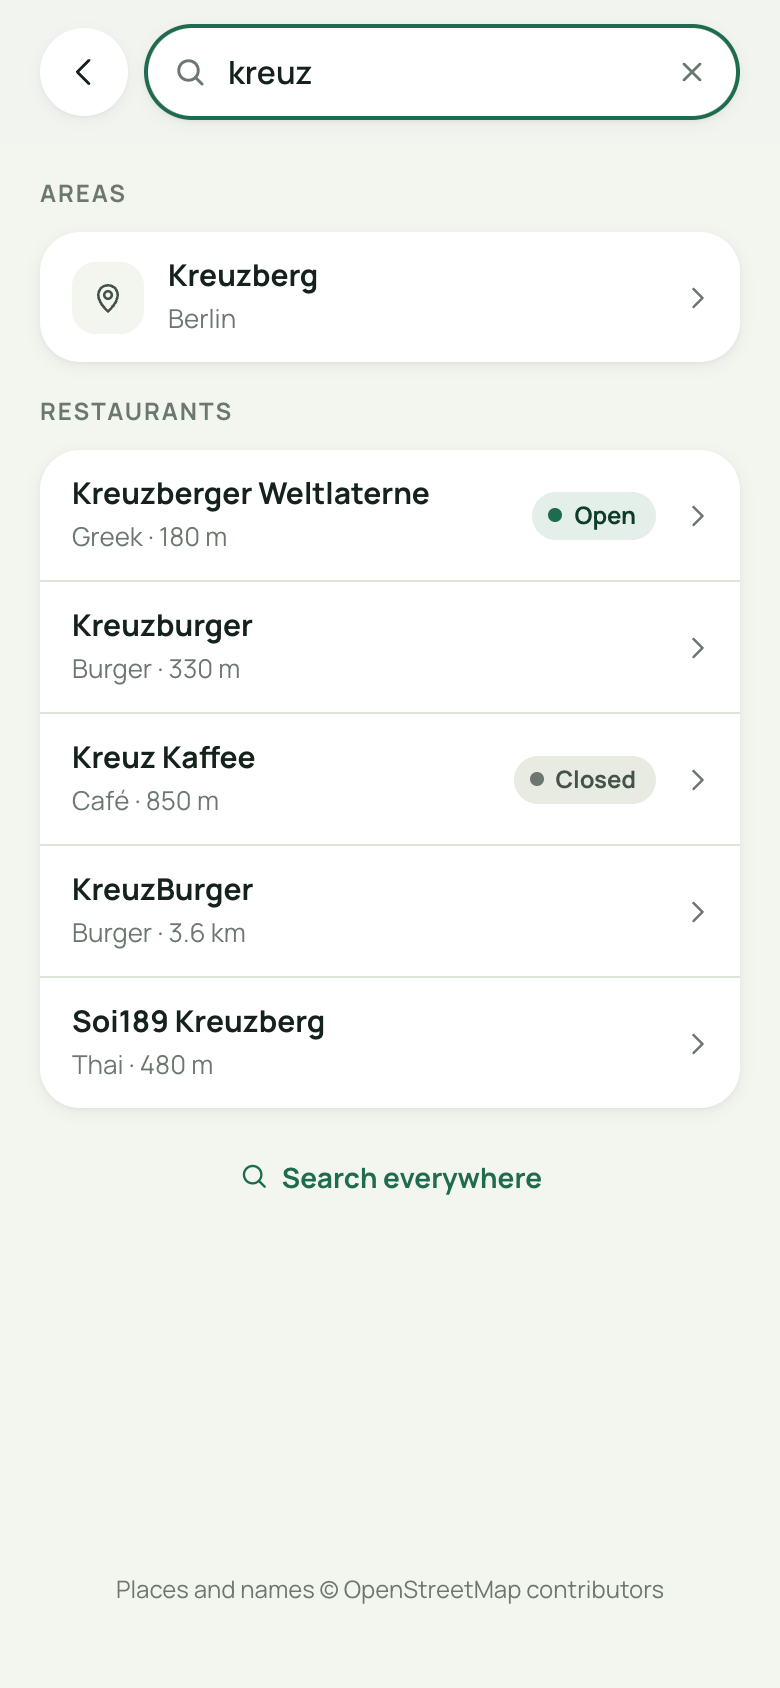 kreuz
AREAS
Kreuzberg
Berlin
RESTAURANTS
Kreuzberger Weltlaterne
Greek · 180 m
Open
Kreuzburger
Burger · 330 m
Kreuz Kaffee
Café · 850 m
Closed
KreuzBurger
Burger · 3.6 km
Soi189 Kreuzberg
Thai · 480 m
Search everywhere
Places and names © OpenStreetMap contributors